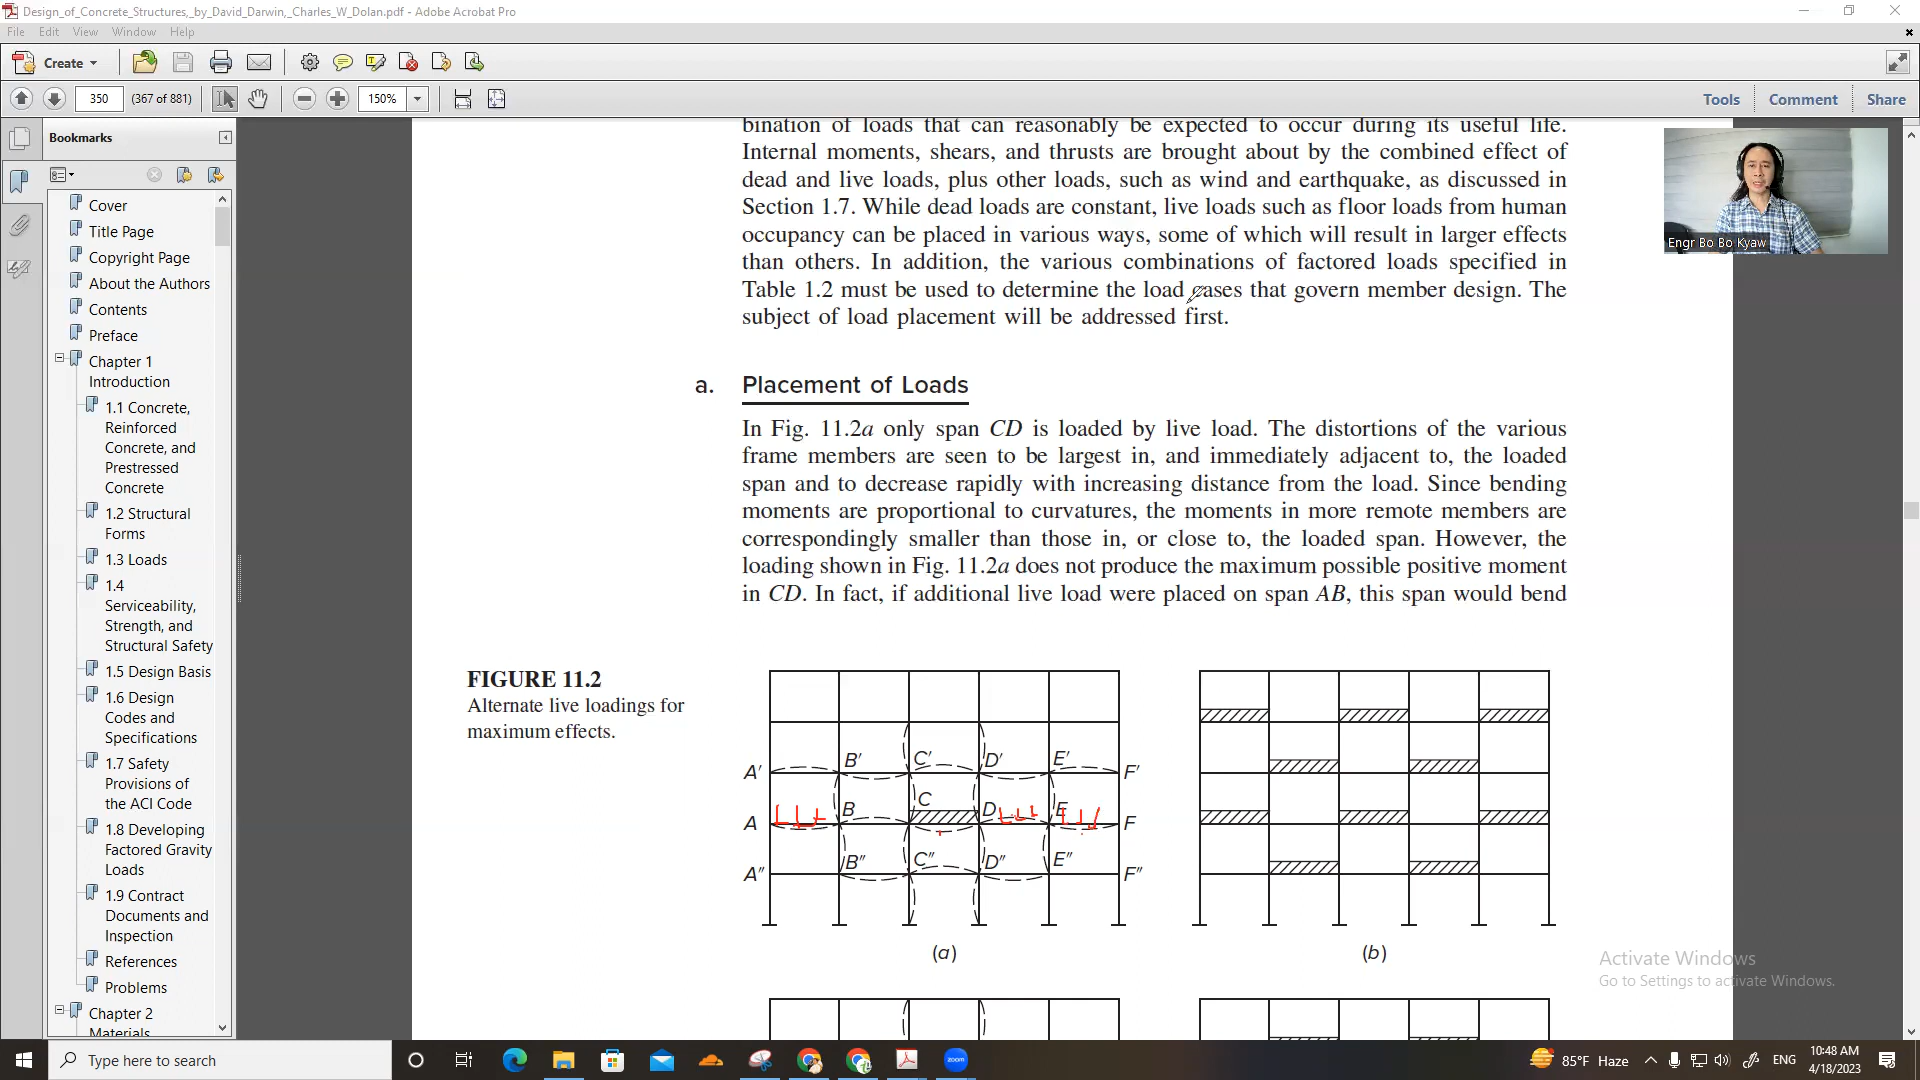 Design_of_Concrete_Structures,_by_David_Darwin,_Charles_W_Dolan.pdf - Adobe Acrobat Pro
File Edit View Window Help
Create
350 (367 of 881) 150% Tools Comment Share
Bookmarks
Cover
Title Page
Copyright Page
About the Authors
Contents
Preface
Chapter 1
Introduction
1.1 Concrete,
Reinforced
Concrete, and
Prestressed
Concrete
1.2 Structural
Forms
1.3 Loads
1.4
Serviceability,
Strength, and
Structural Safety
1.5 Design Basis
1.6 Design
Codes and
Specifications
1.7 Safety
Provisions of
the ACI Code
1.8 Developing
Factored Gravity
Loads
1.9 Contract
Documents and
Inspection
References
Problems
Chapter 2
Materials
bination of loads that can reasonably be expected to occur during its useful life.
Internal moments, shears, and thrusts are brought about by the combined effect of
dead and live loads, plus other loads, such as wind and earthquake, as discussed in
Section 1.7. While dead loads are constant, live loads such as floor loads from human
occupancy can be placed in various ways, some of which will result in larger effects
than others. In addition, the various combinations of factored loads specified in
Table 1.2 must be used to determine the load cases that govern member design. The
subject of load placement will be addressed first.
a. Placement of Loads
In Fig. 11.2a only span CD is loaded by live load. The distortions of the various
frame members are seen to be largest in, and immediately adjacent to, the loaded
span and to decrease rapidly with increasing distance from the load. Since bending
moments are proportional to curvatures, the moments in more remote members are
correspondingly smaller than those in, or close to, the loaded span. However, the
loading shown in Fig. 11.2a does not produce the maximum possible positive moment
in CD. In fact, if additional live load were placed on span AB, this span would bend
FIGURE 11.2
Alternate live loadings for
maximum effects.
A' B' C' D' E' F'
A B C D E F
A" B" C" D" E" F"
(a) (b)
Engr Bo Bo Kyaw
Activate Windows
Go to Settings to activate Windows.
Type here to search
zoom
85°F Haze
ENG
10:48 AM
4/18/2023